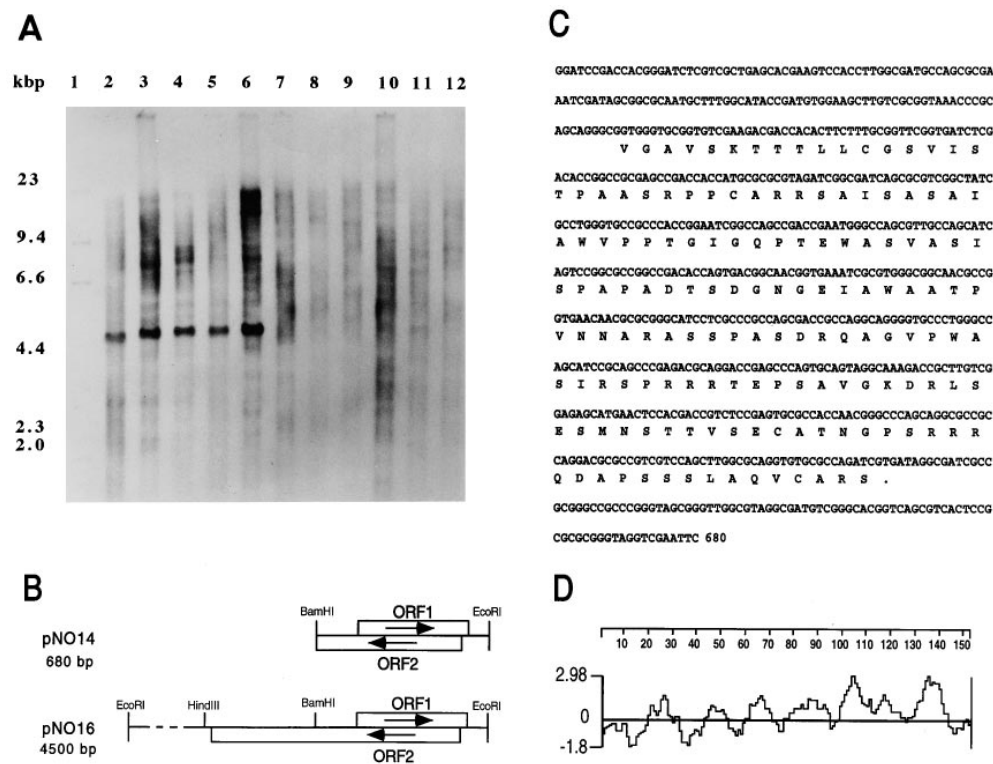 A
kbp 1 2 3 4 5 6 7 8 9 10 11 12
23
9.4
6.6
4.4
2.3
2.0
C
GGATCCGACCACGGGATCTCGTCGCTGAGCACGAAGTCCACCTTGGCGATGCCAGCGCGA
AATCGATAGCGGCGCAATGCTTTGGCATACCGATGTGGAAGCTTGTCGCGGTAAACCCGC
AGCAGGGCGGTGGGTGCGGTGTCGAAGACGACCACACTTCTTTGCGGTTCGGTGATCTCG
V G A V S K T T T L L C G S V I S
ACACCGGCCGCGAGCCGACCACCATGCGCGCGTAGATCGGCGATCAGCGCGTCGGCTATC
T P A A S R P P C A R R S A I S A S A I
GCCTGGGTGCCGCCCACCGGAATCGGCCAGCCGACCGAATGGGCCAGCGTTGCCAGCATC
A W V P P T G I G Q P T E W A S V A S I
AGTCCGGCGCCGGCCGACACCAGTGACGGCAACGGTGAAATCGCGTGGGCGGCAACGCCG
S P A P A D T S D G N G E I A W A A T P
GTGAACAACGCGCGGGCATCCTCGCCCGCCAGCGACCGCCAGGCAGGGGTGCCCTGGGCC
V N N A R A S S P A S D R Q A G V P W A
AGCATCCGCAGCCCGAGACGCAGGACCGAGCCCAGTGCAGTAGGCAAAGACCGCTTGTCG
S I R S P R R R T E P S A V G K D R L S
GAGAGCATGAACTCCACGACCGTCTCCGAGTGCGCCACCAACGGGCCCAGCAGGCGCCGC
E S M N S T T V S E C A T N G P S R R R
CAGGACGCGCCGTCGTCCAGCTTGGCGCAGGTGTGCGCCAGATCGTGATAGGCGATCGCC
Q D A P S S S L A Q V C A R S .
GCGGGCCGCCCGGGTAGCGGGTTGGCGTAGGCGATGTCGGGCACGGTCAGCGTCACTCCG
CGCGCGGGTAGGTCGAATTC 680
B
pNO14
680 bp
BamHI
ORF1
EcoRI
ORF2
pNO16
4500 bp
EcoRI
HindIII
BamHI
ORF1
EcoRI
ORF2
D
10 20 30 40 50 60 70 80 90 100 110 120 130 140 150
2.98
0
-1.8